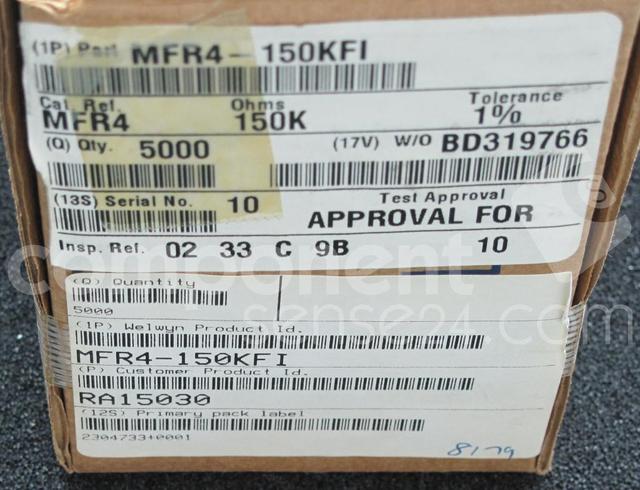 (1P) Part MFR4-150KFI
Cat. Ref. Ohms Tolerance
MFR4 150K 1%
(Q) Qty. 5000 (17V) W/O BD319766
(13S) Serial No. 10 Test Approval
APPROVAL FOR
Insp. Ref. 02 33 C 9B 10
component
sense24.com
(Q) Quantity
5000
(1P) Welwyn Product Id.
MFR4-150KFI
(P) Customer Product Id.
RA15030
(12S) Primary pack label
2304733+0001
8179